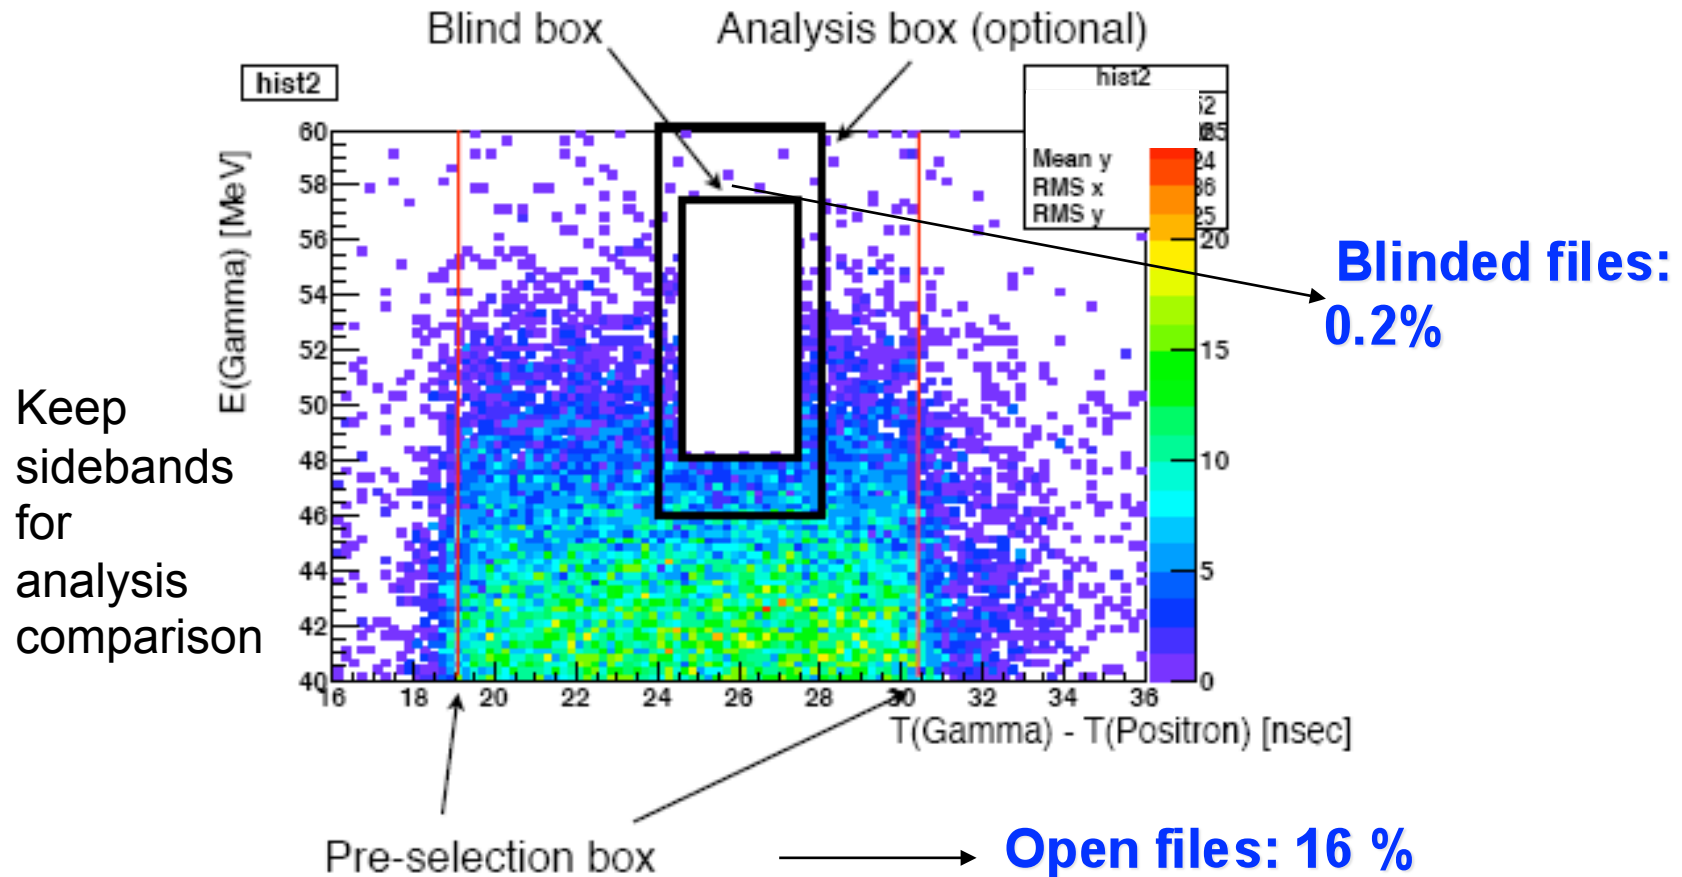 Blind box
Analysis box (optional)
hist2
hist2
Mean y
RMS x
RMS y
24
36
25
60
58
56
54
52
50
48
46
44
42
40
E(Gamma) [MeV]
20
15
10
5
0
16 18 20 22 24 26 28 30 32 34 36
T(Gamma) - T(Positron) [nsec]
Blinded files:
0.2%
Keep
sidebands
for
analysis
comparison
Pre-selection box
Open files: 16 %